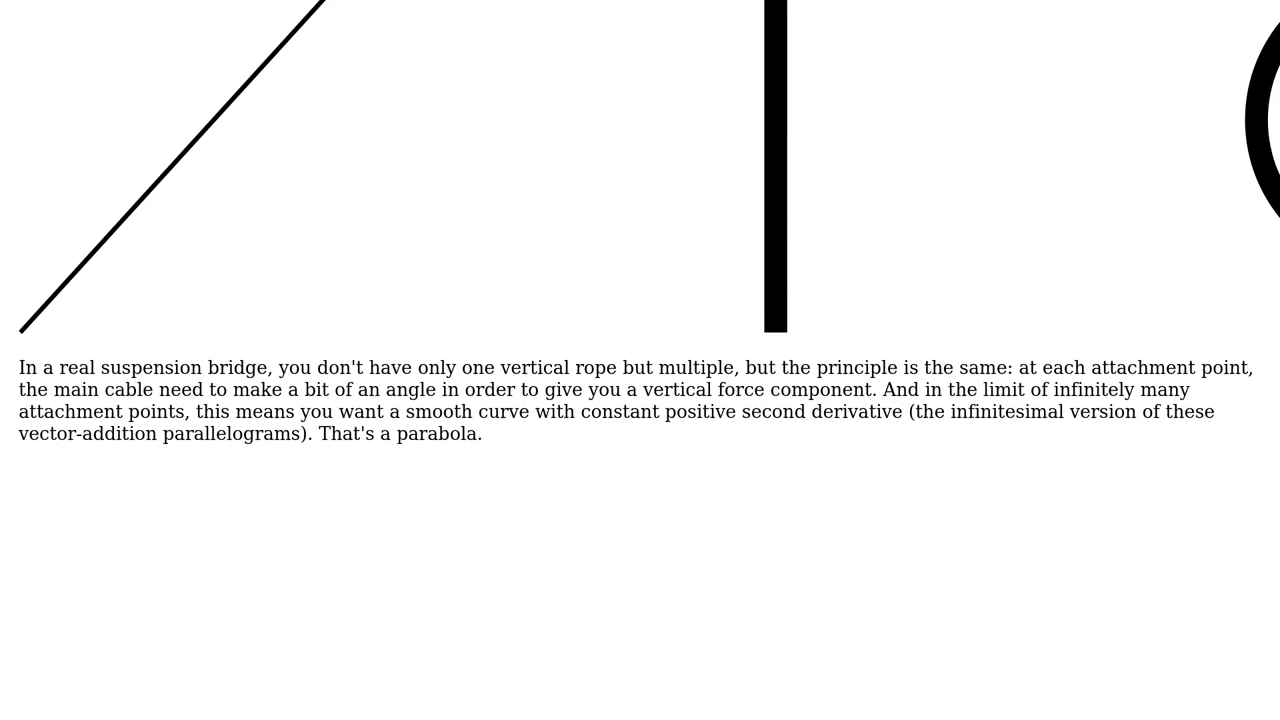 In a real suspension bridge, you don't have only one vertical rope but multiple, but the principle is the same: at each attachment point,
the main cable need to make a bit of an angle in order to give you a vertical force component. And in the limit of infinitely many
attachment points, this means you want a smooth curve with constant positive second derivative (the infinitesimal version of these
vector-addition parallelograms). That's a parabola.